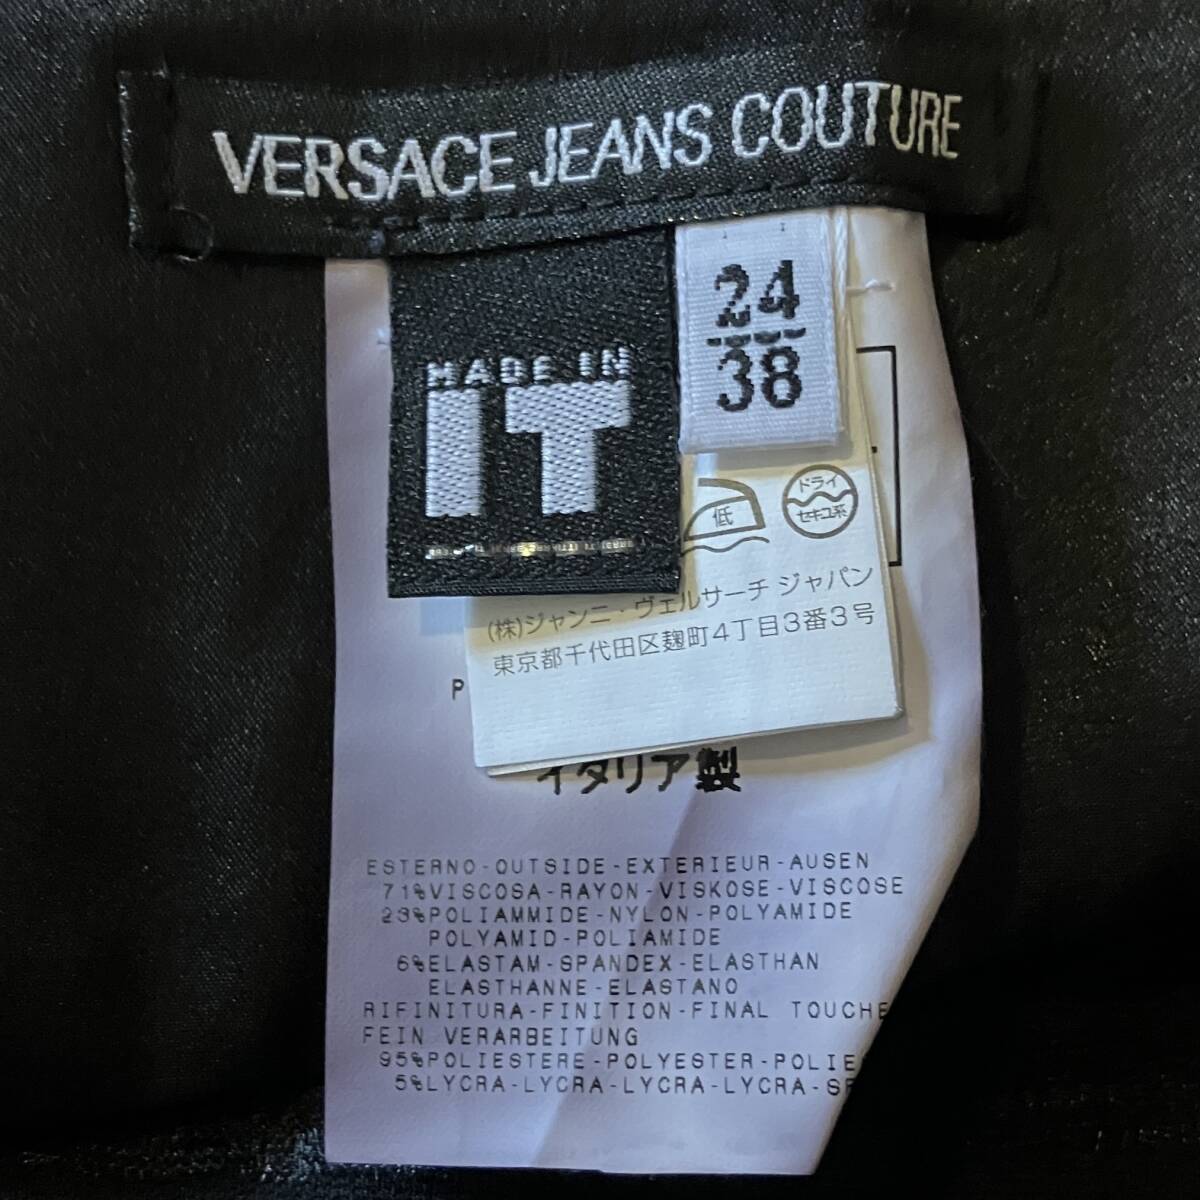 VERSACE JEANS COUTURE
24
38
MADE IN
IT
低
ドライ
セキユ系
(株)ジャンニ・ヴェルサーチ ジャパン
東京都千代田区麹町4丁目3番3号
P
イタリア製
ESTERNO-OUTSIDE-EXTERIEUR-AUSEN
71%VISCOSA-RAYON-VISKOSE-VISCOSE
23%POLIAMMIDE-NYLON-POLYAMIDE
POLYAMID-POLIAMIDE
6%ELASTAM-SPANDEX-ELASTHAN
ELASTHANNE-ELASTANO
RIFINITURA-FINITION-FINAL TOUCHE
FEIN VERARBEITUNG
95%POLIESTERE-POLYESTER-POLIE
5%LYCRA-LYCRA-LYCRA-LYCRA-SP